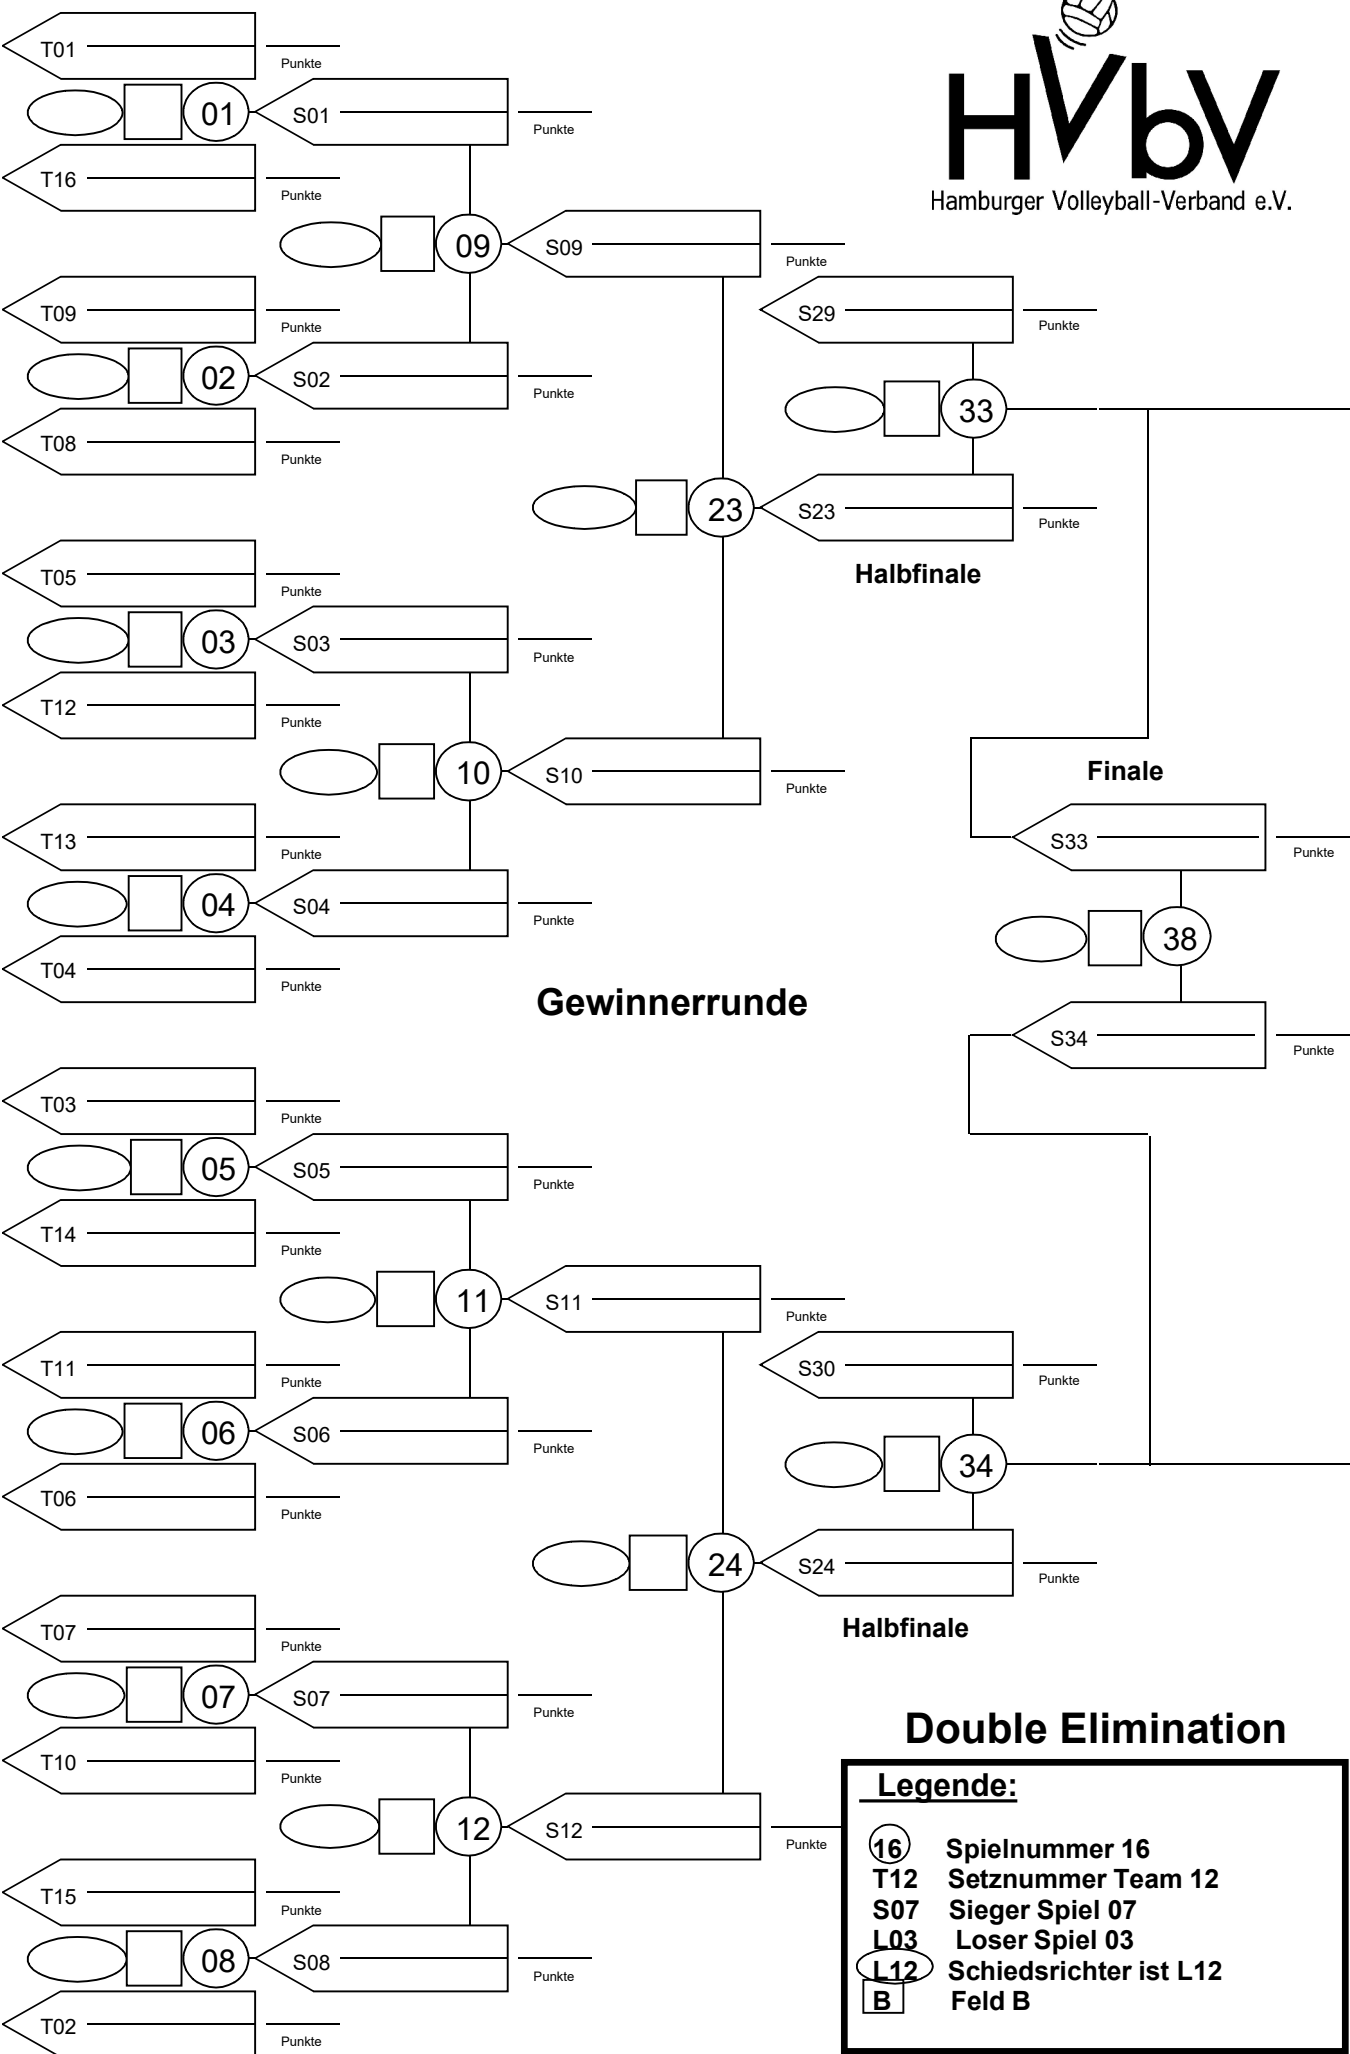 T01
Punkte
01
S01
Punkte
T16
Punkte
HVbV
Hamburger Volleyball-Verband e.V.
09
S09
Punkte
T09
Punkte
S29
Punkte
02
S02
Punkte
T08
Punkte
33
23
S23
Punkte
Halbfinale
T05
Punkte
03
S03
Punkte
T12
Punkte
10
S10
Punkte
Finale
T13
Punkte
S33
Punkte
04
S04
Punkte
38
T04
Punkte
Gewinnerrunde
S34
Punkte
T03
Punkte
05
S05
Punkte
T14
Punkte
11
S11
Punkte
T11
Punkte
S30
Punkte
06
S06
Punkte
34
T06
Punkte
24
S24
Punkte
Halbfinale
T07
Punkte
07
S07
Punkte
T10
Punkte
12
S12
Punkte
T15
Punkte
08
S08
Punkte
T02
Punkte
Double Elimination
Legende:
16 Spielnummer 16
T12 Setznummer Team 12
S07 Sieger Spiel 07
L03 Loser Spiel 03
L12 Schiedsrichter ist L12
B Feld B